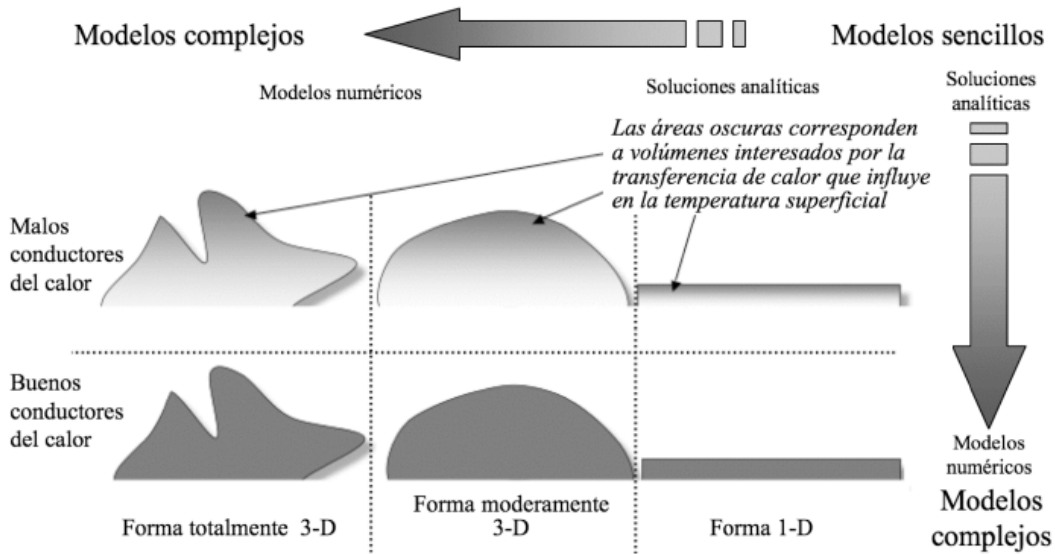 Modelos complejos
Modelos sencillos
Modelos numéricos
Soluciones analíticas
Soluciones
analíticas
Las áreas oscuras corresponden
a volúmenes interesados por la
transferencia de calor que influye
en la temperatura superficial
Malos
conductores
del calor
Buenos
conductores
del calor
Modelos
numéricos
Modelos
complejos
Forma totalmente 3-D
Forma moderamente
3-D
Forma 1-D